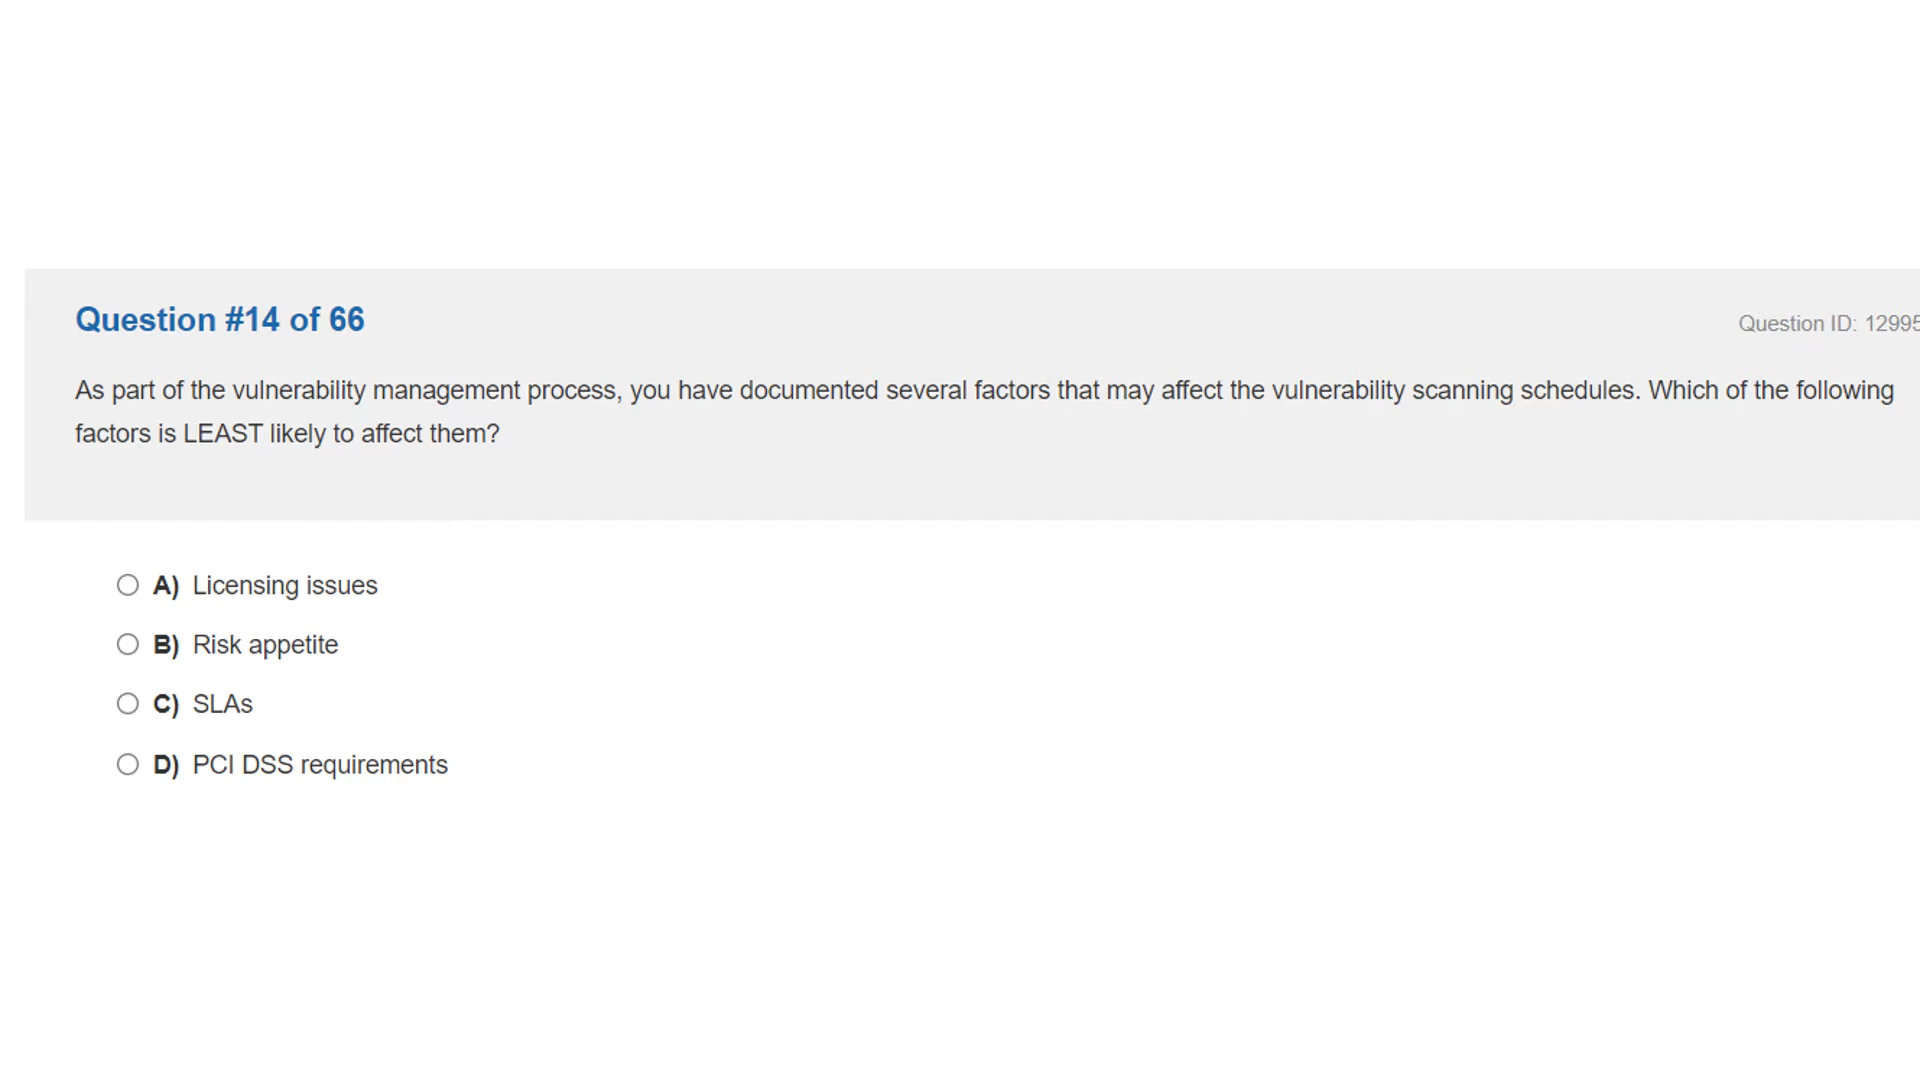 Question #14 of 66
Question ID: 12995
As part of the vulnerability management process, you have documented several factors that may affect the vulnerability scanning schedules. Which of the following
factors is LEAST likely to affect them?
A) Licensing issues
B) Risk appetite
C) SLAs
D) PCI DSS requirements